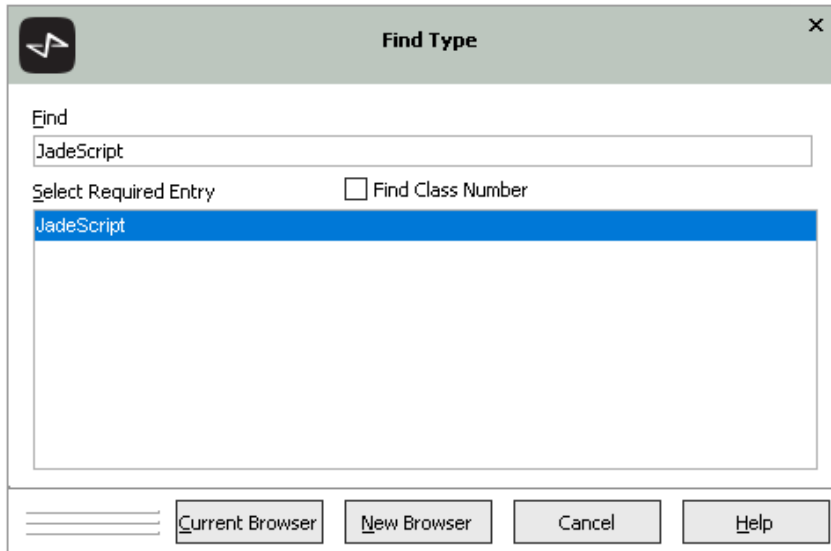 Find Type
Find
JadeScript
Select Required Entry
Find Class Number
JadeScript
Current Browser
New Browser
Cancel
Help